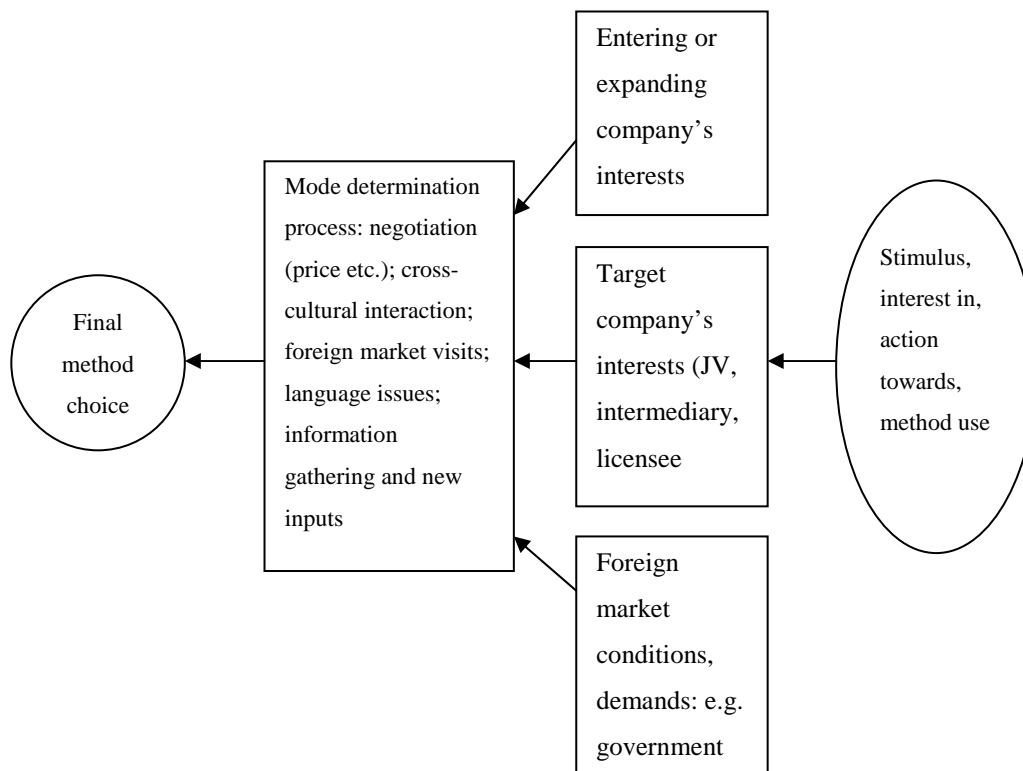 Entering or
expanding
company’s
interests
Mode determination
process: negotiation
(price etc.); cross-
cultural interaction;
foreign market visits;
language issues;
information
gathering and new
inputs
Target
company’s
interests (JV,
intermediary,
licensee
Stimulus,
interest in,
action
towards,
method use
Final
method
choice
Foreign
market
conditions,
demands: e.g.
government